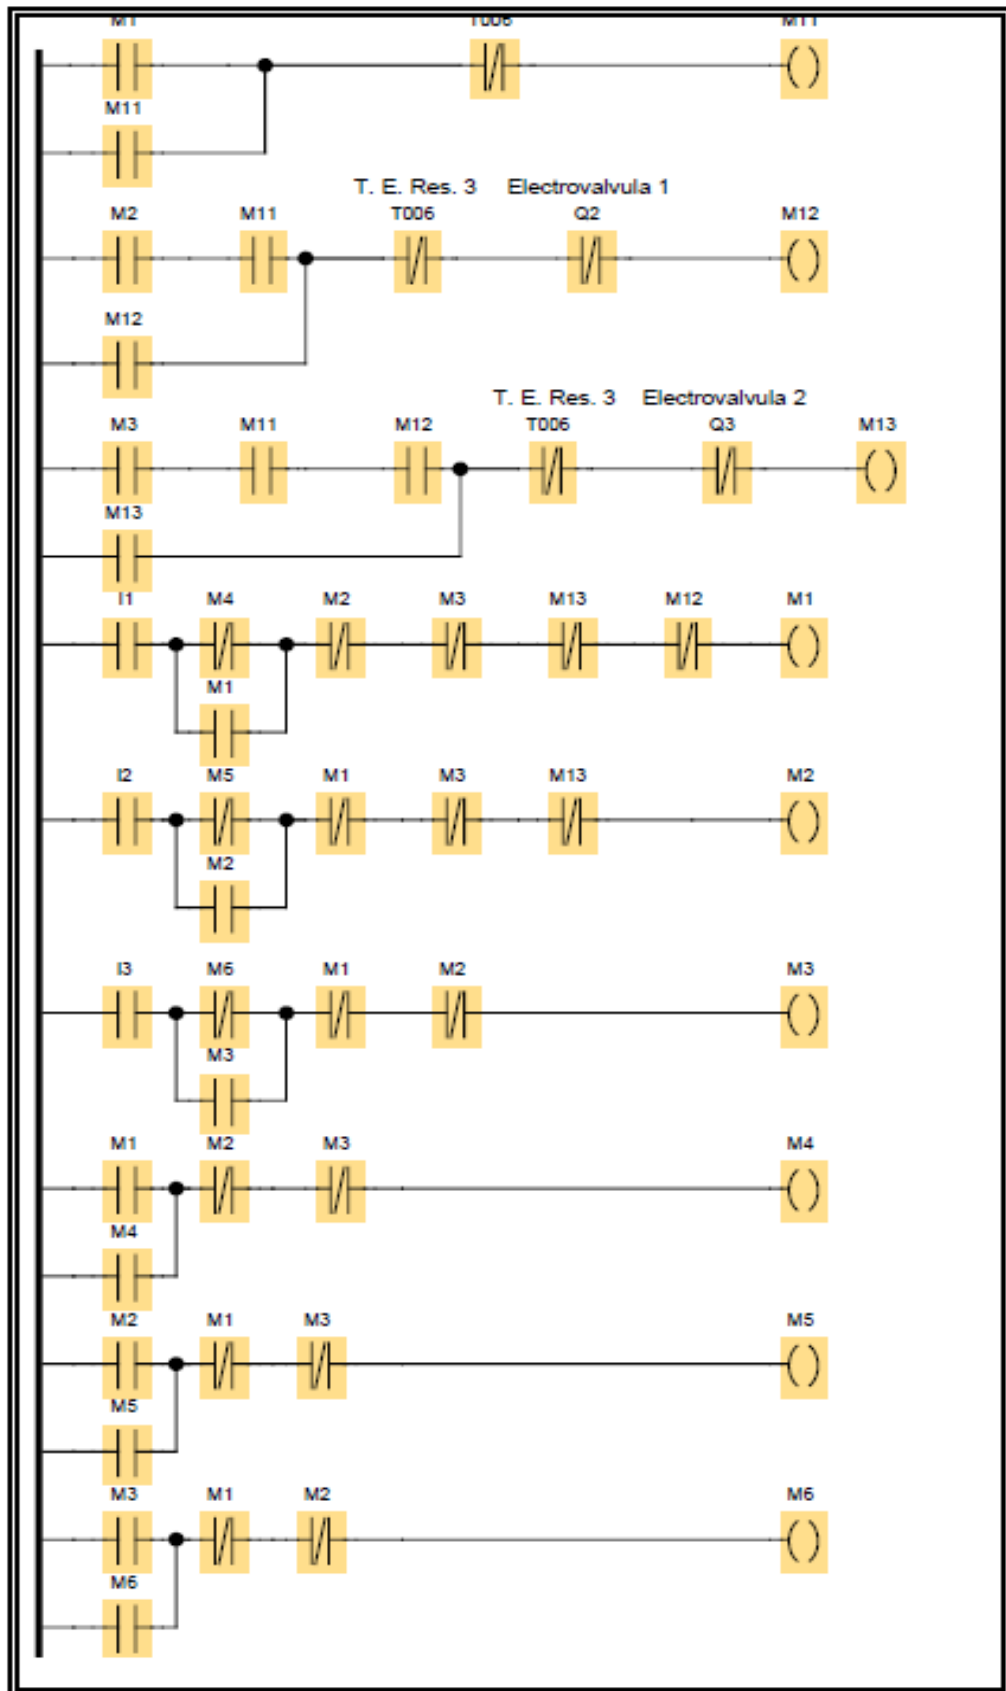 M1 T006 M11
M11
T. E. Res. 3 Electrovalvula 1
M2 M11 T006 Q2 M12
M12
T. E. Res. 3 Electrovalvula 2
M3 M11 M12 T006 Q3 M13
M13
I1 M4 M2 M3 M13 M12 M1
M1
I2 M5 M1 M3 M13 M2
M2
I3 M6 M1 M2 M3
M3
M1 M2 M3 M4
M4
M2 M1 M3 M5
M5
M3 M1 M2 M6
M6